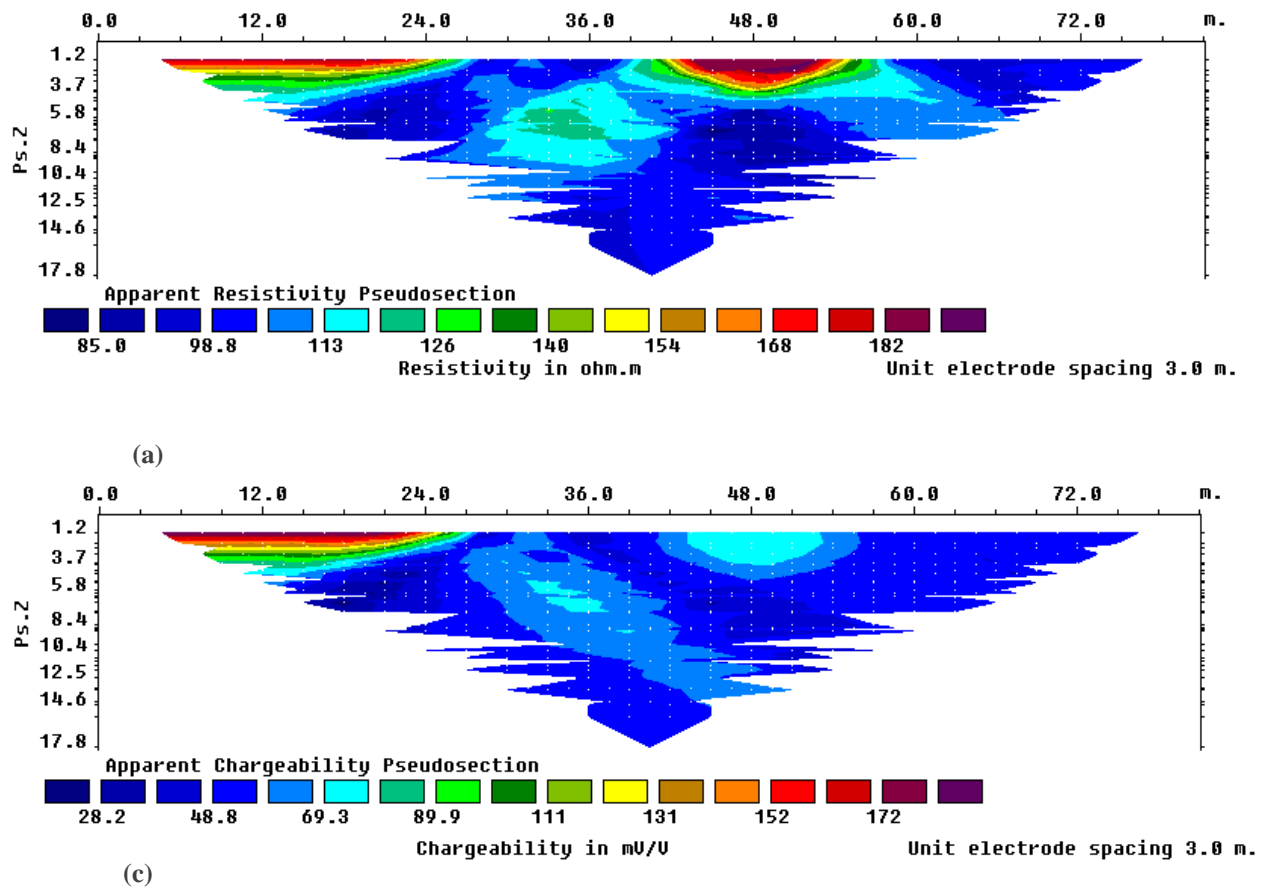 0.0 12.0 24.0 36.0 48.0 60.0 72.0 m.
Ps.Z
1.2
3.7
5.8
8.4
10.4
12.5
14.6
17.8
Apparent Resistivity Pseudosection
85.0 98.8 113 126 140 154 168 182
Resistivity in ohm.m Unit electrode spacing 3.0 m.
(a)
0.0 12.0 24.0 36.0 48.0 60.0 72.0 m.
Ps.Z
1.2
3.7
5.8
8.4
10.4
12.5
14.6
17.8
Apparent Chargeability Pseudosection
28.2 48.8 69.3 89.9 111 131 152 172
Chargeability in mV/V Unit electrode spacing 3.0 m.
(c)